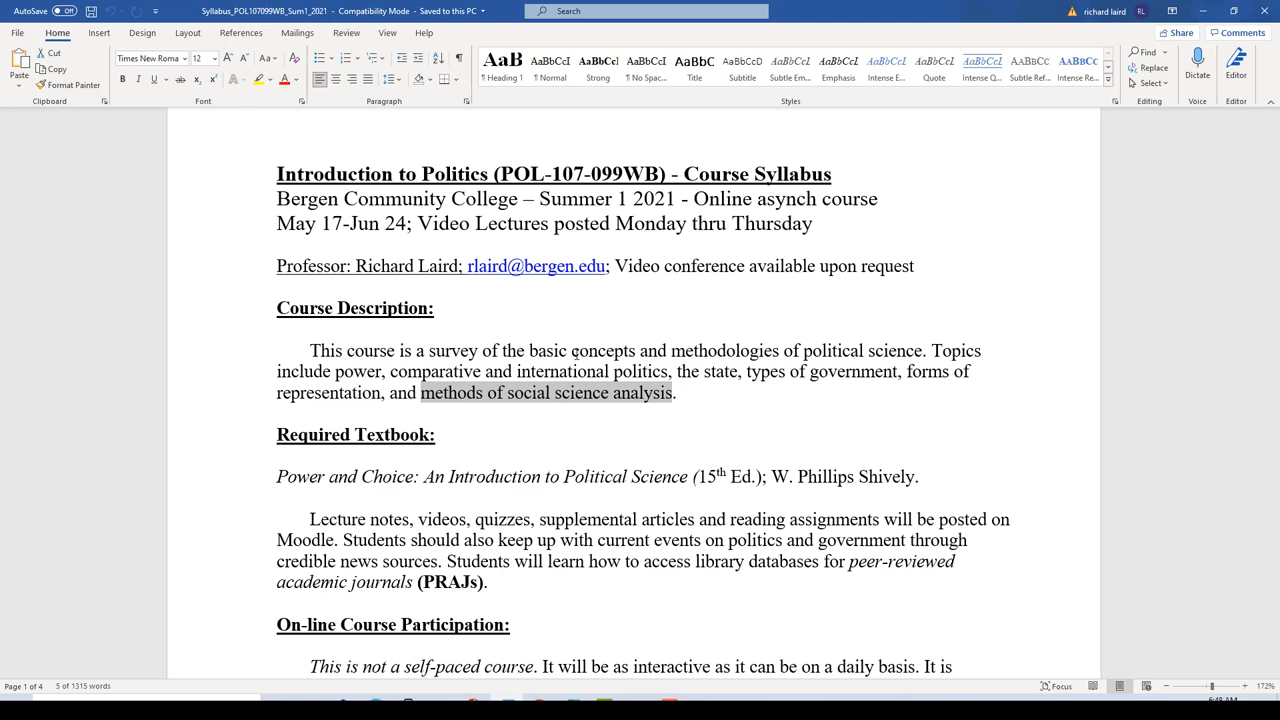 AutoSave Off Syllabus_POL107099WB_Sum1_2021 - Compatibility Mode - Saved to this PC Search richard laird RL
File Home Insert Design Layout References Mailings Review View Help Share Comments
Paste Cut Copy Format Painter Clipboard
Times New Roma 12 Font
Paragraph
AaB AaBbCcI AaBbCcI AaBbCcI AaBbC AaBbCcD AaBbCcI AaBbCcI AaBbCcI AaBbCcI AaBbCcI AaBbCcI AaBbCc
¶ Heading 1 ¶ Normal Strong ¶ No Spac... Title Subtitle Subtle Em... Emphasis Intense E... Quote Intense Q... Subtle Ref... Intense Re...
Styles
Find Replace Select Editing
Dictate Voice
Editor Editor
Introduction to Politics (POL-107-099WB) - Course Syllabus
Bergen Community College – Summer 1 2021 - Online asynch course
May 17-Jun 24; Video Lectures posted Monday thru Thursday
Professor: Richard Laird; rlaird@bergen.edu; Video conference available upon request
Course Description:
This course is a survey of the basic concepts and methodologies of political science. Topics
include power, comparative and international politics, the state, types of government, forms of
representation, and methods of social science analysis.
Required Textbook:
Power and Choice: An Introduction to Political Science (15th Ed.); W. Phillips Shively.
Lecture notes, videos, quizzes, supplemental articles and reading assignments will be posted on
Moodle. Students should also keep up with current events on politics and government through
credible news sources. Students will learn how to access library databases for peer-reviewed
academic journals (PRAJs).
On-line Course Participation:
This is not a self-paced course. It will be as interactive as it can be on a daily basis. It is
Page 1 of 4 5 of 1315 words Focus 172%